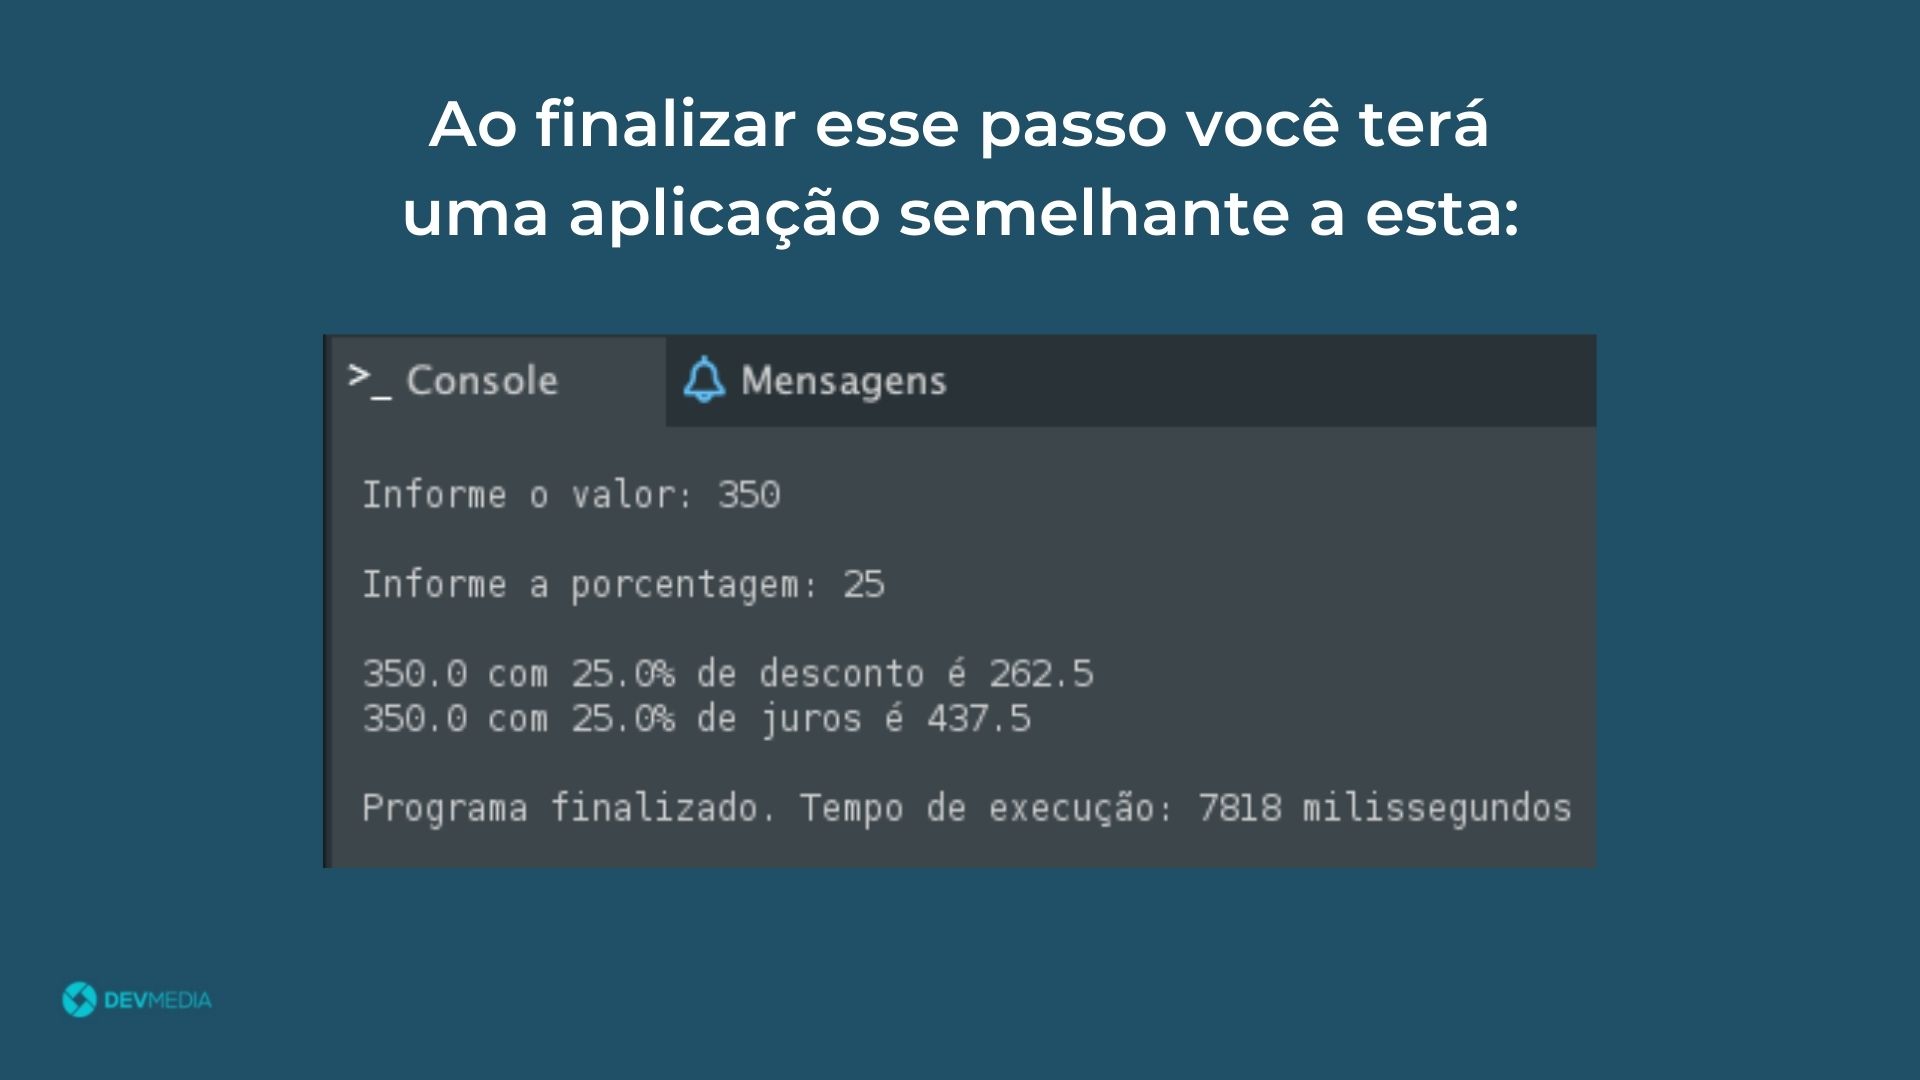 Ao finalizar esse passo você terá
uma aplicação semelhante a esta:
>_ Console
Mensagens
Informe o valor: 350
Informe a porcentagem: 25
350.0 com 25.0% de desconto é 262.5
350.0 com 25.0% de juros é 437.5
Programa finalizado. Tempo de execução: 7818 milissegundos
DEVMEDIA